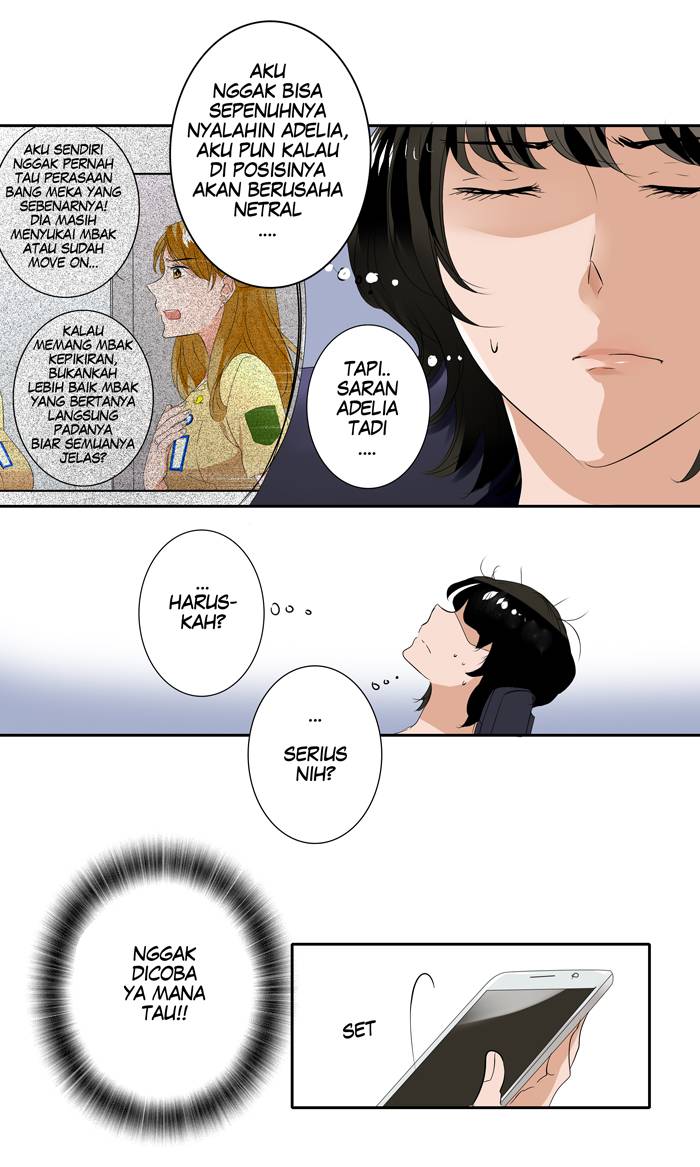 AKU
NGGAK BISA
SEPENUHNYA
NYALAHIN ADELIA,
AKU PUN KALAU
DI POSISINYA
AKAN BERUSAHA
NETRAL
....
AKU SENDIRI
NGGAK PERNAH
TAU PERASAAN
BANG MEKA YANG
SEBENARNYA!
DIA MASIH
MENYUKAI MBAK
ATAU SUDAH
MOVE ON...
KALAU
MEMANG MBAK
KEPIKIRAN,
BUKANKAH
LEBIH BAIK MBAK
YANG BERTANYA
LANGSUNG
PADANYA
BIAR SEMUANYA
JELAS?
TAPI..
SARAN
ADELIA
TADI
....
...
HARUS-
KAH?
...
SERIUS
NIH?
NGGAK
DICOBA
YA MANA
TAU!!
SET